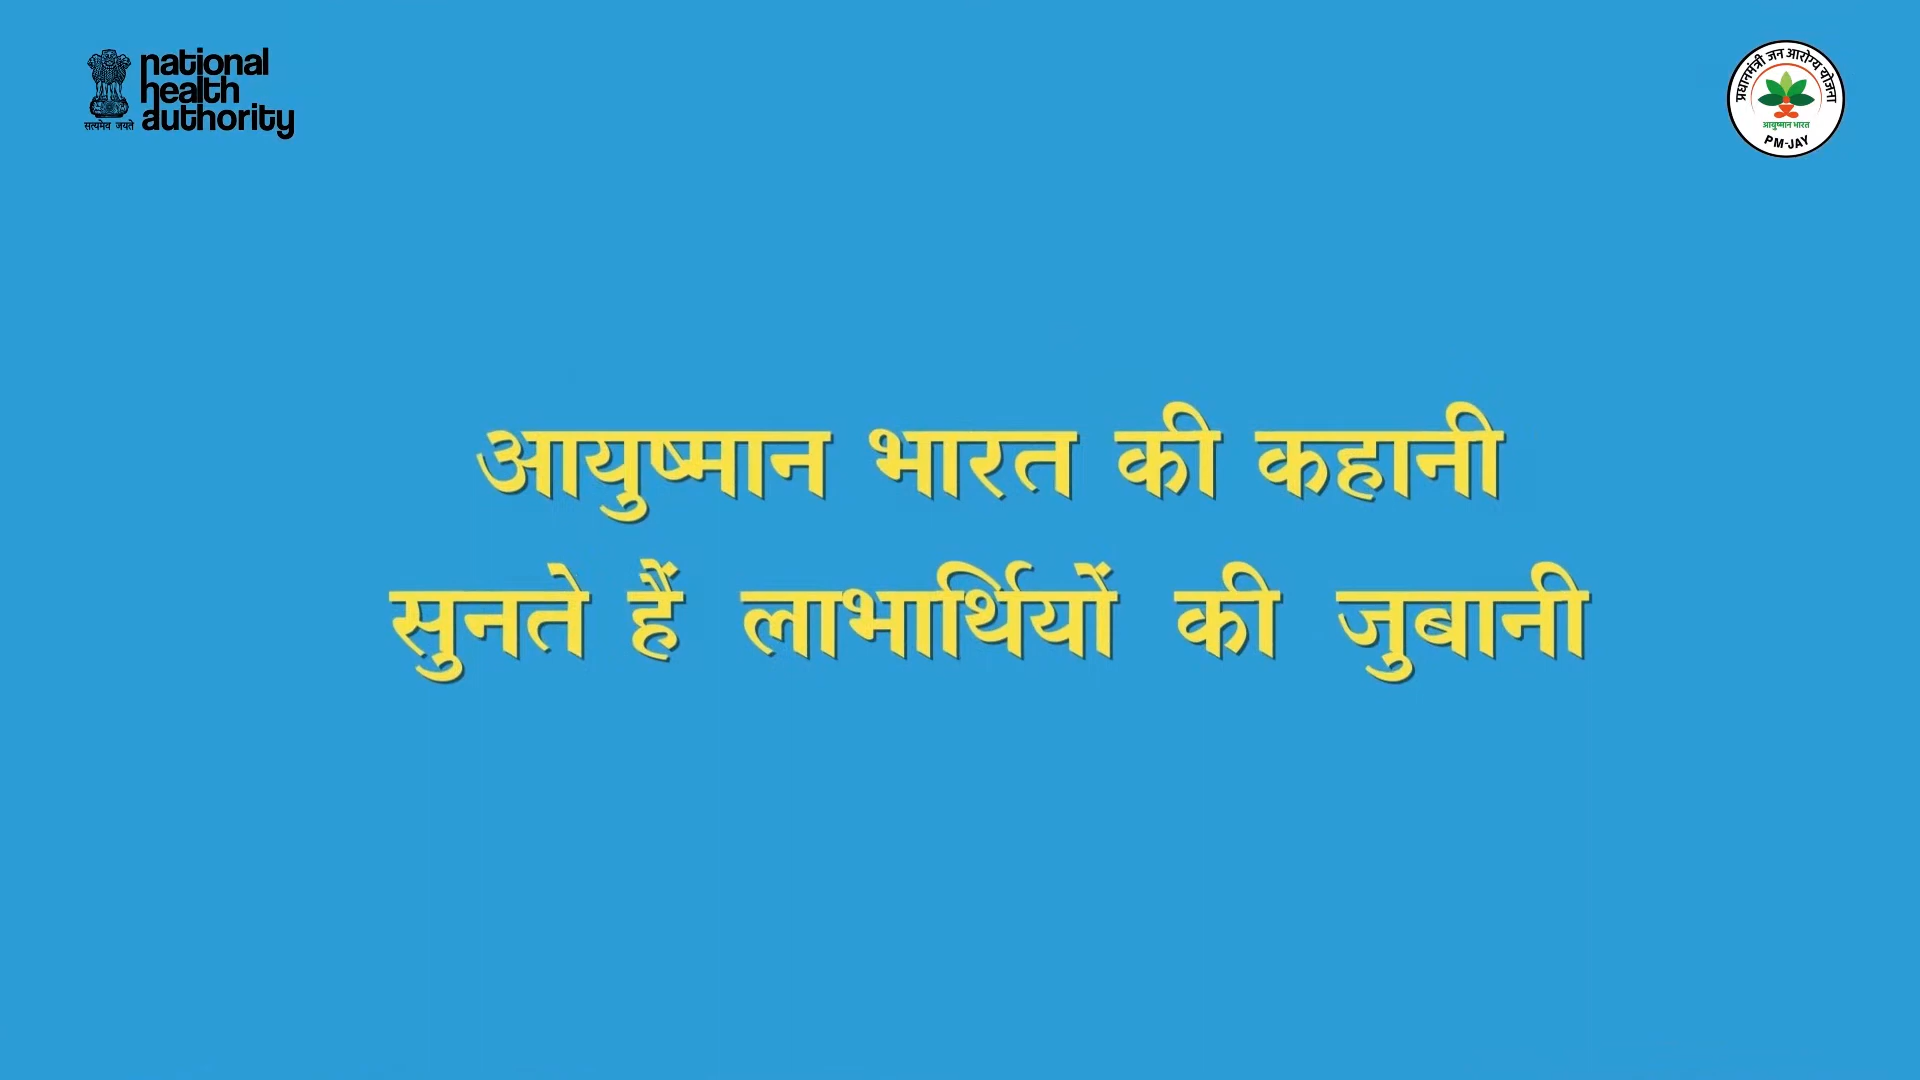 national
health
authority
सत्यमेव जयते
प्रधानमंत्री जन आरोग्य योजना
आयुष्मान भारत
PM-JAY
आयुष्मान भारत की कहानी
सुनते हैं लाभार्थियों की जुबानी